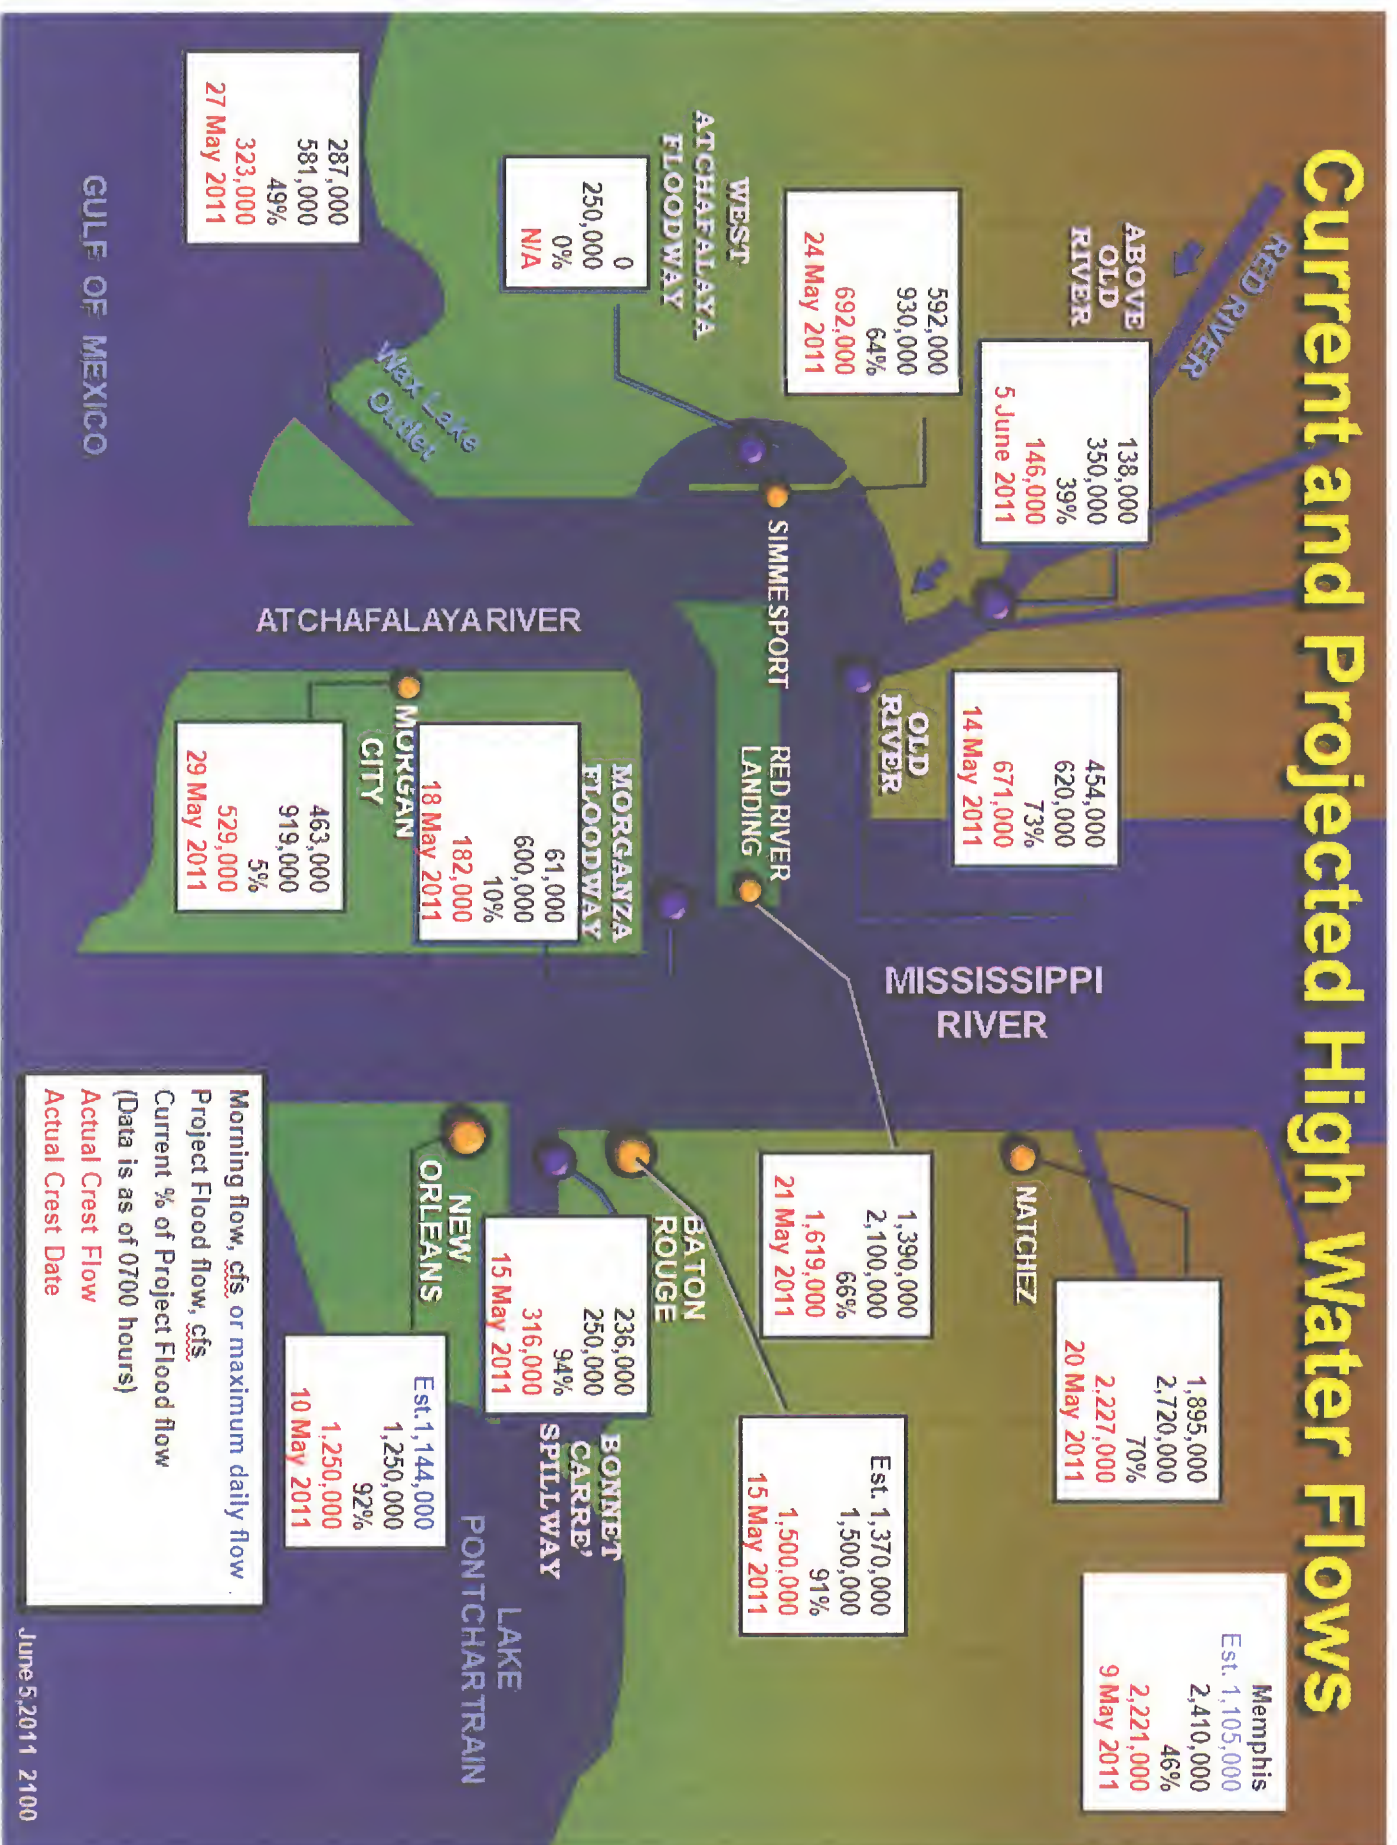 Current and Projected High Water Flows
RED RIVER
ABOVE
OLD
RIVER
138,000
350,000
39%
146,000
5 June 2011
454,000
620,000
73%
671,000
14 May 2011
OLD
RIVER
MISSISSIPPI
RIVER
NATCHEZ
1,895,000
2,720,000
70%
2,227,000
20 May 2011
Memphis
Est. 1,105,000
2,410,000
46%
2,221,000
9 May 2011
592,000
930,000
64%
692,000
24 May 2011
SIMMESPORT
RED RIVER
LANDING
1,390,000
2,100,000
66%
1,619,000
21 May 2011
Est. 1,370,000
1,500,000
91%
1,500,000
15 May 2011
BATON
ROUGE
WEST
ATCHAFALAYA
FLOODWAY
0
250,000
0%
N/A
MORGANZA
FLOODWAY
61,000
600,000
10%
182,000
18 May 2011
236,000
250,000
94%
316,000
15 May 2011
BONNET
CARRE'
SPILLWAY
Wax Lake
Outlet
ATCHAFALAYA RIVER
MORGAN
CITY
NEW
ORLEANS
LAKE
PONTCHARTRAIN
287,000
581,000
49%
323,000
27 May 2011
463,000
919,000
5%
529,000
29 May 2011
Est.1,144,000
1,250,000
92%
1,250,000
10 May 2011
GULF OF MEXICO
Morning flow, cfs or maximum daily flow
Project Flood flow, cfs
Current % of Project Flood flow
(Data is as of 0700 hours)
Actual Crest Flow
Actual Crest Date
June 5,2011 2100